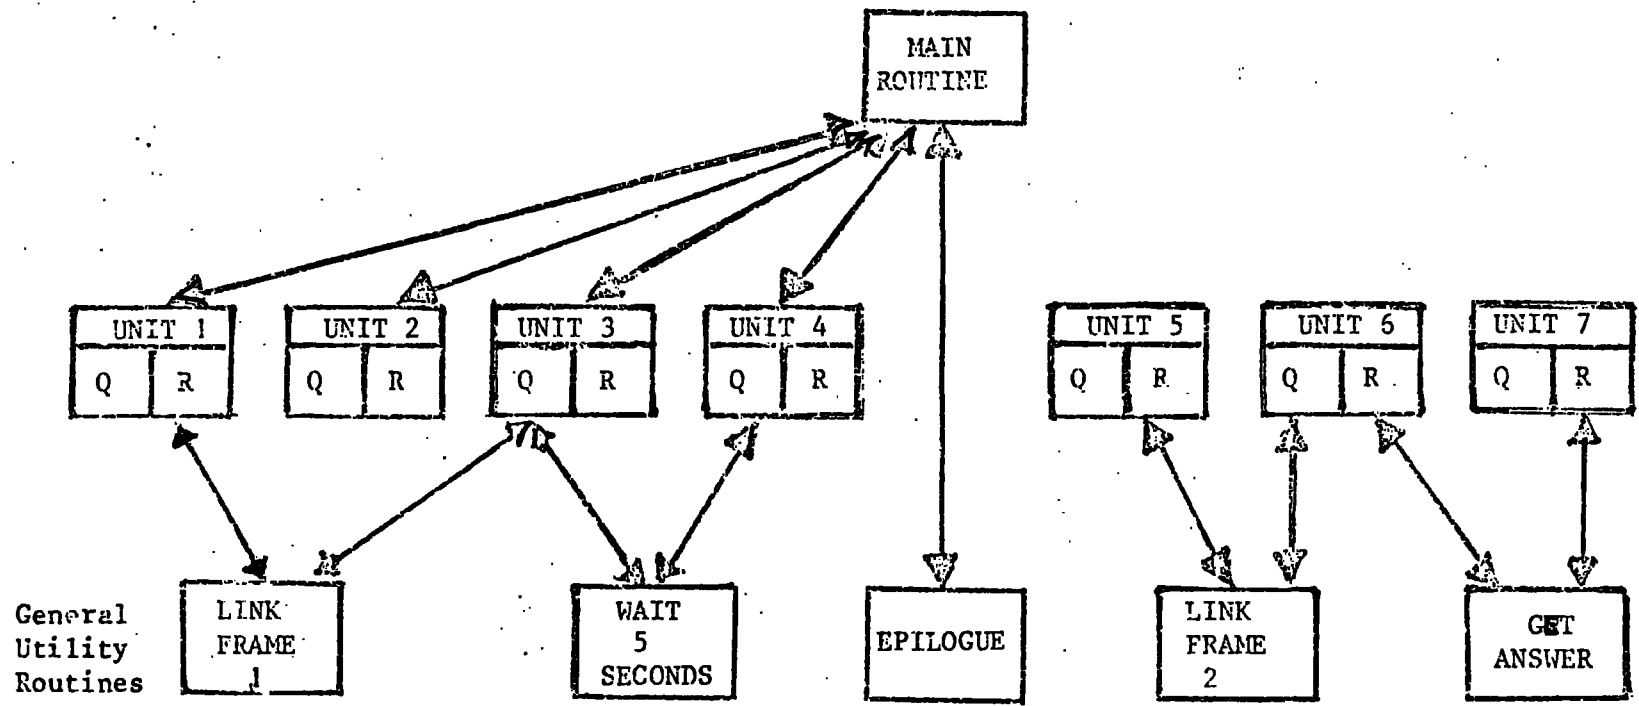 MAIN
ROUTINE
UNIT 1
Q R
UNIT 2
Q R
UNIT 3
Q R
UNIT 4
Q R
UNIT 5
Q R
UNIT 6
Q R
UNIT 7
Q R
General
Utility
Routines
LINK
FRAME
1
WAIT
5
SECONDS
EPILOGUE
LINK
FRAME
2
GET
ANSWER